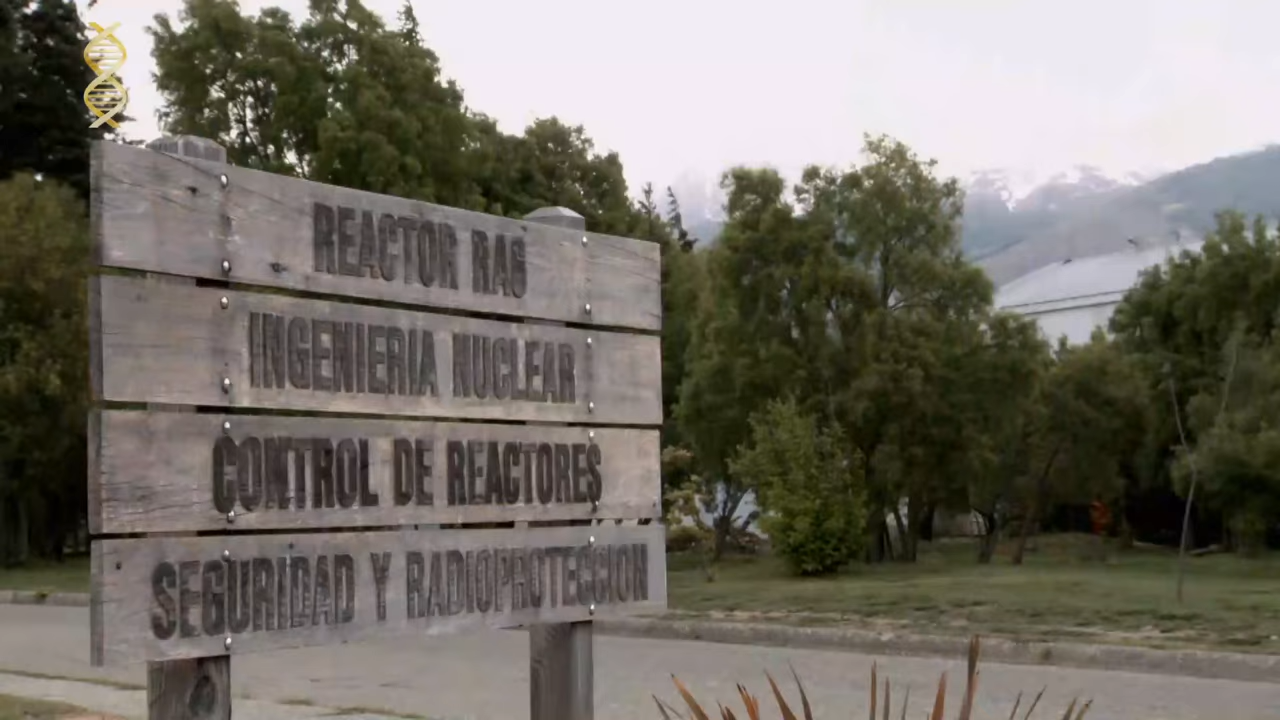 REACTOR RA6
INGENIERIA NUCLEAR
CONTROL DE REACTORES
SEGURIDAD Y RADIOPROTECCION